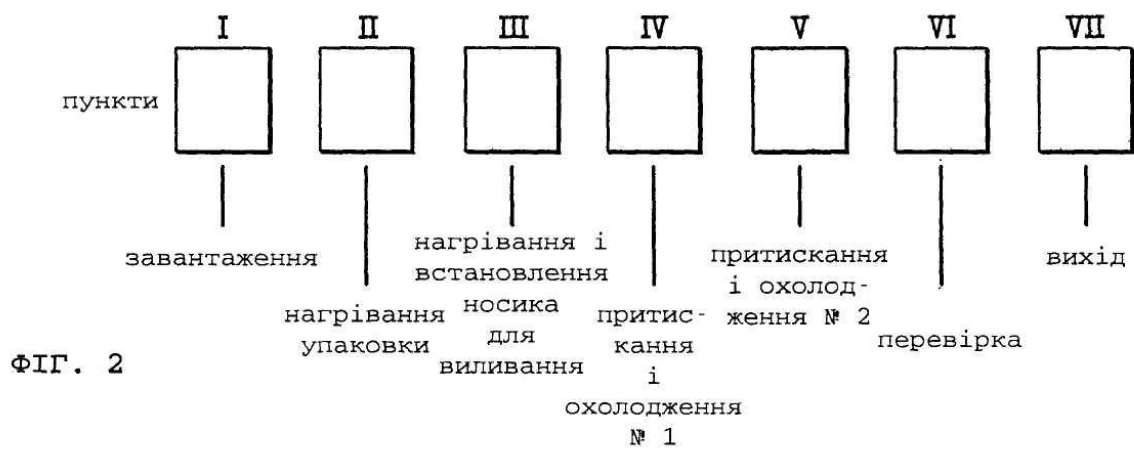 I II III IV V VI VII
пункти
завантаження
нагрівання
упаковки
нагрівання і
встановлення
носика
для
виливання
притис-
кання
і
охолодження
№ 1
притискання
і охолод-
ження № 2
перевірка
вихід
ФІГ. 2